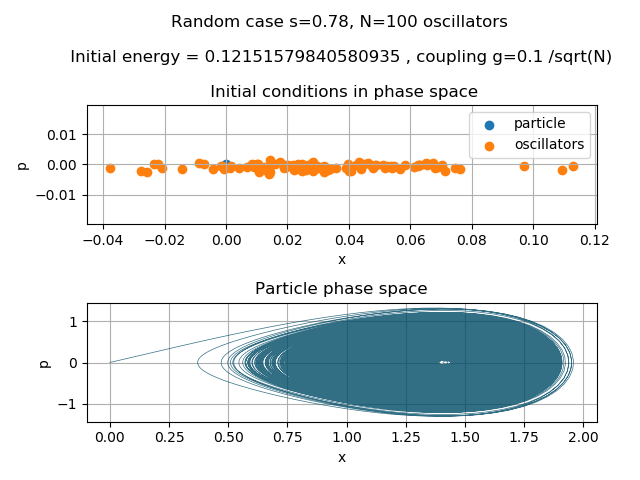 Random case s=0.78, N=100 oscillators
Initial energy = 0.12151579840580935 , coupling g=0.1 /sqrt(N)
Initial conditions in phase space
particle
oscillators
p
0.01
0.00
−0.01
−0.04 −0.02 0.00 0.02 0.04 0.06 0.08 0.10 0.12
x
Particle phase space
p
1
0
−1
0.00 0.25 0.50 0.75 1.00 1.25 1.50 1.75 2.00
x